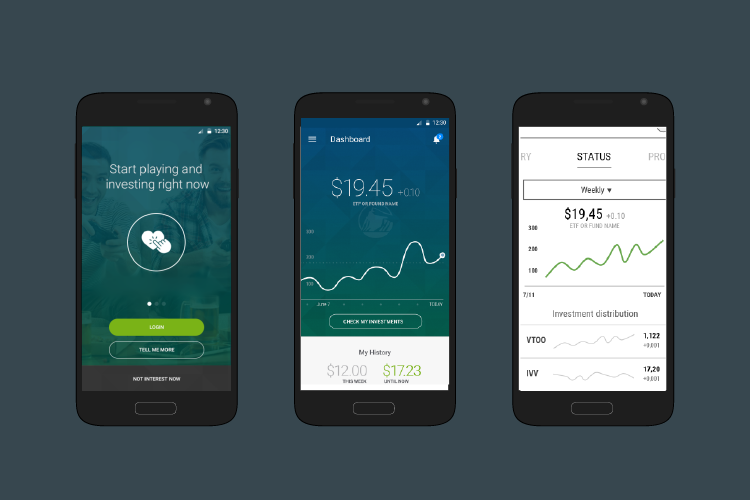 12:30
Start playing and
investing right now
LOGIN
TELL ME MORE
NOT INTEREST NOW
12:30
Dashboard
$19.45 +0.10
ETF OR FUND NAME
300
200
100
June 7
TODAY
CHECK MY INVESTMENTS
My History
$12.00 $17.23
THIS WEEK UNTIL NOW
RY STATUS PRO
Weekly ▾
$19,45 +0.10
ETF OR FUND NAME
300
200
100
7/11 TODAY
Investment distribution
VTOO 1,122
+0,001
IVV 17,20
+0,001